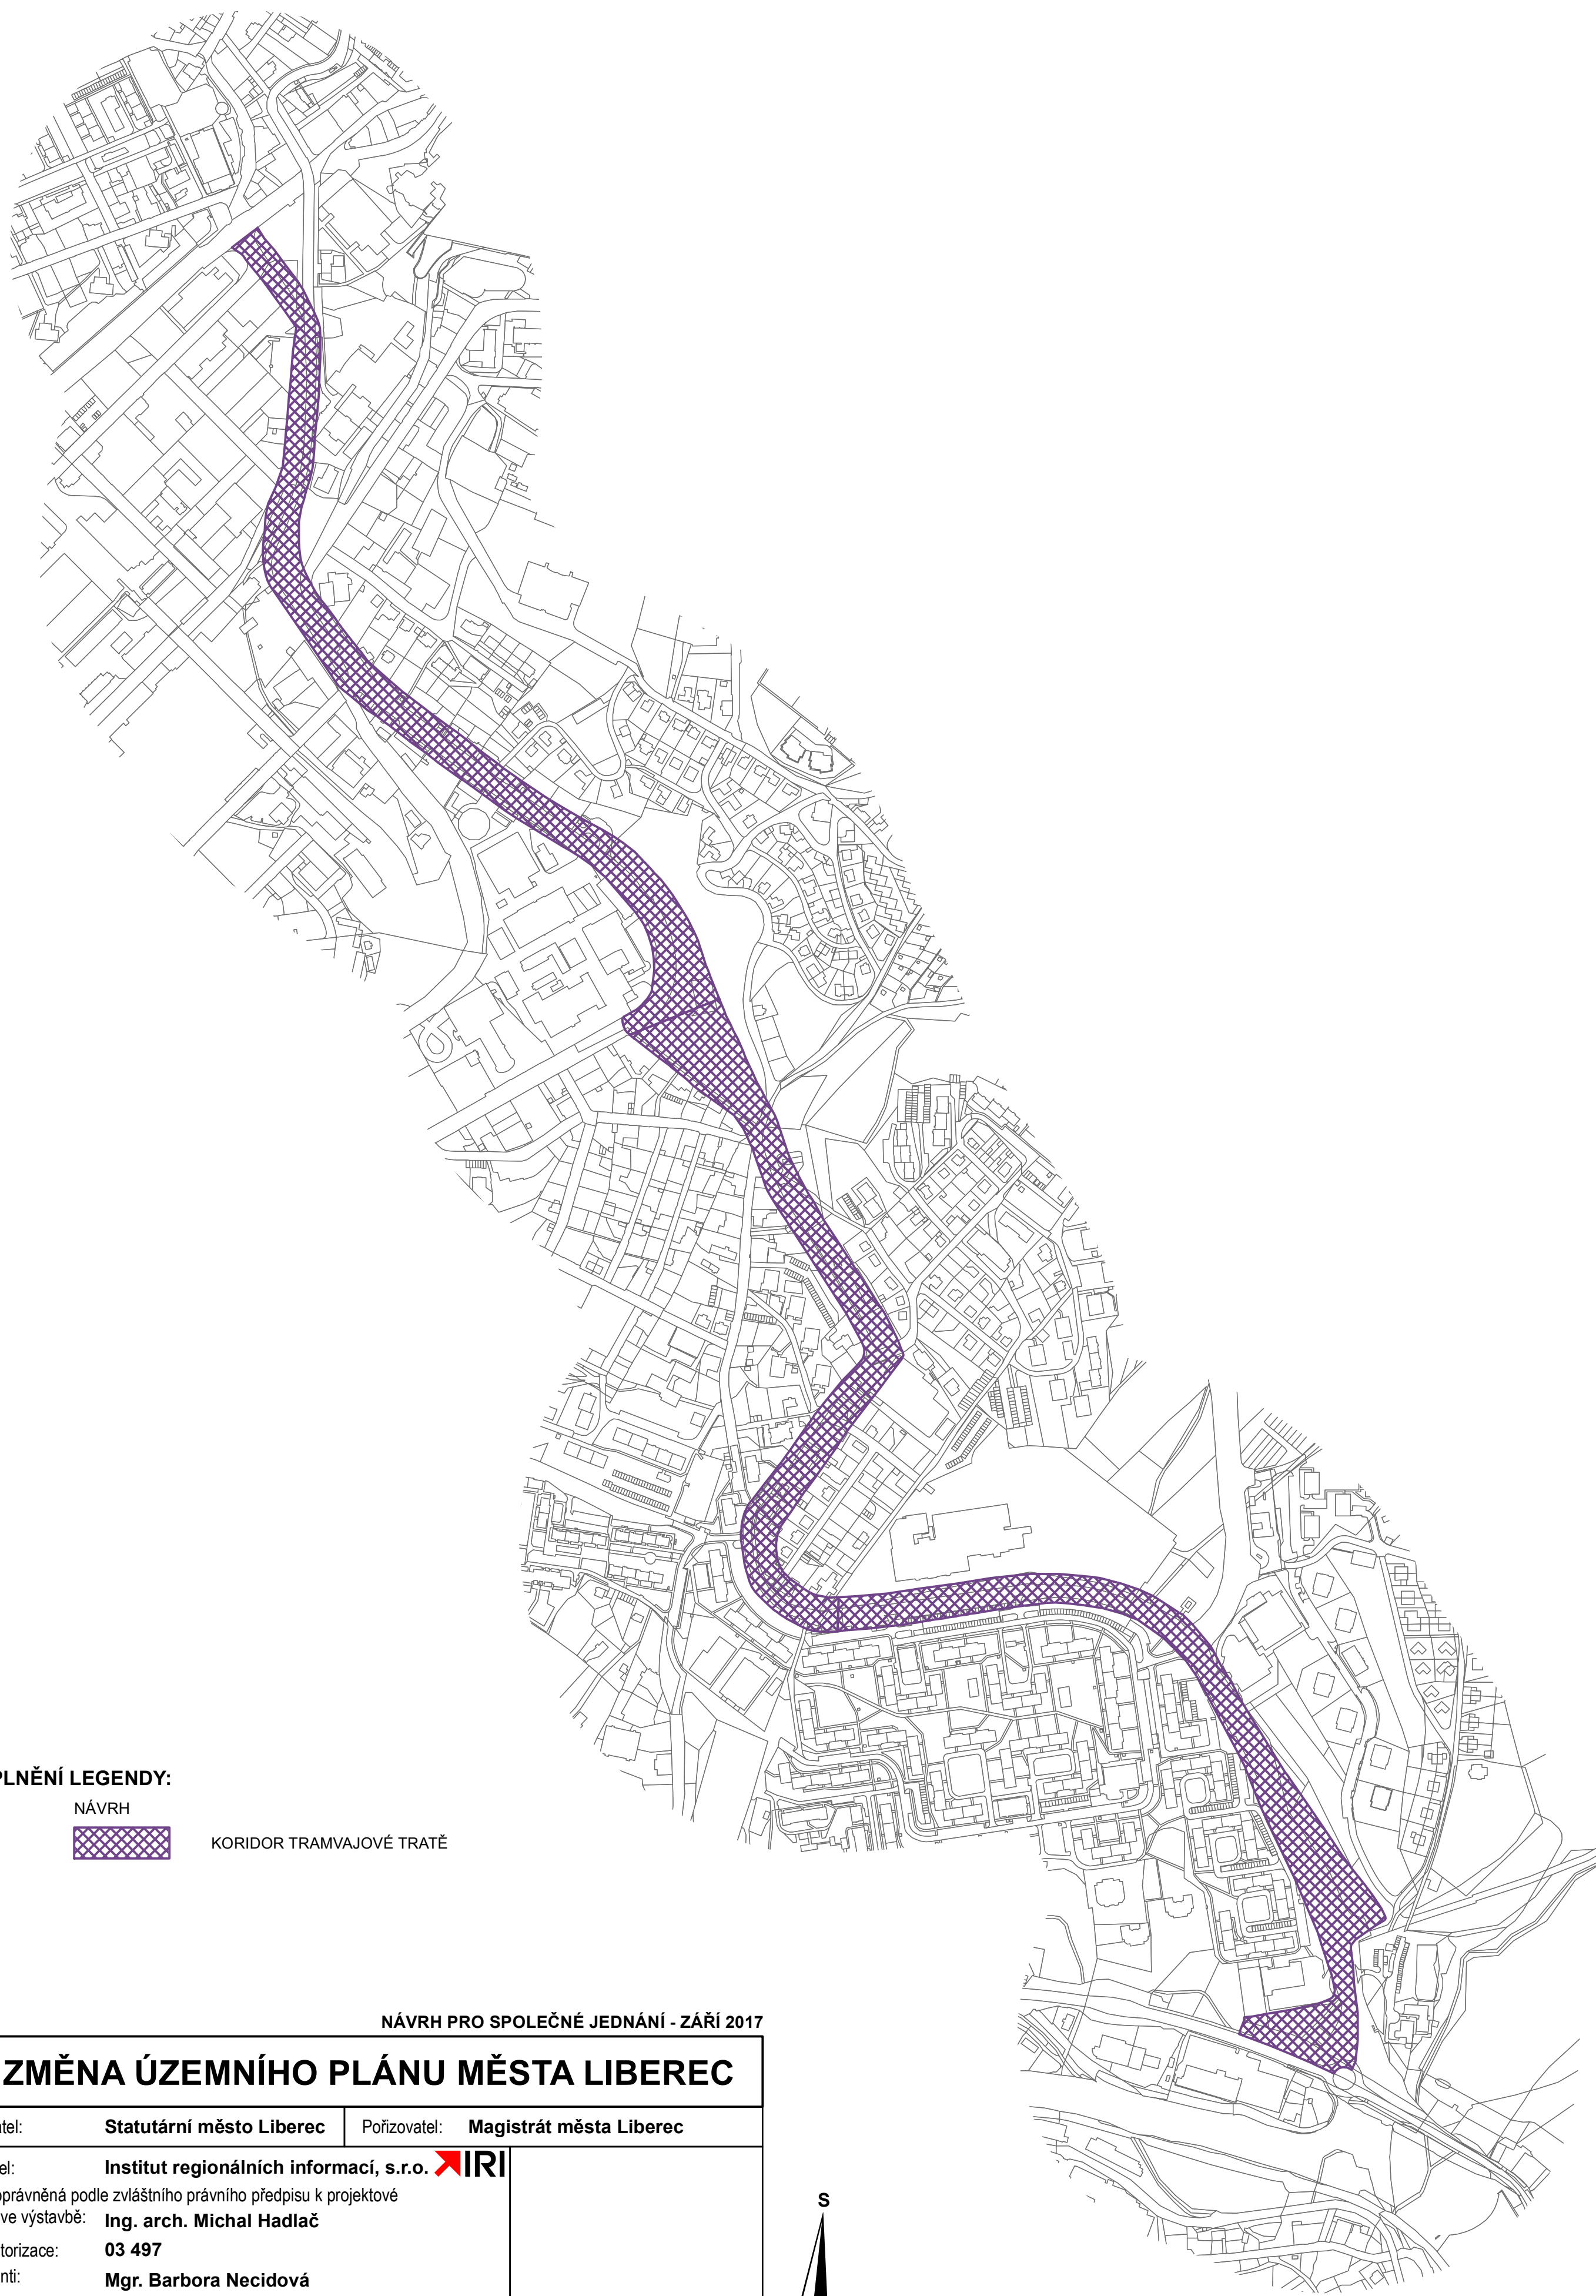 PLNĚNÍ LEGENDY:
NÁVRH
KORIDOR TRAMVAJOVÉ TRATĚ
NÁVRH PRO SPOLEČNÉ JEDNÁNÍ - ZÁŘÍ 2017
ZMĚNA ÚZEMNÍHO PLÁNU MĚSTA LIBEREC
atel: Statutární město Liberec Pořizovatel: Magistrát města Liberec
el: Institut regionálních informací, s.r.o. IRI
oprávněná podle zvláštního právního předpisu k projektové
ve výstavbě: Ing. arch. Michal Hadlač
torizace: 03 497
nti: Mgr. Barbora Necidová
S